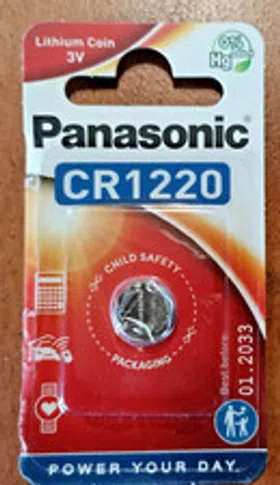 Lithium Coin
3V
0%
Hg
Panasonic
CR1220
CHILD SAFETY
PACKAGING
Best before:
01.2033
POWER YOUR DAY